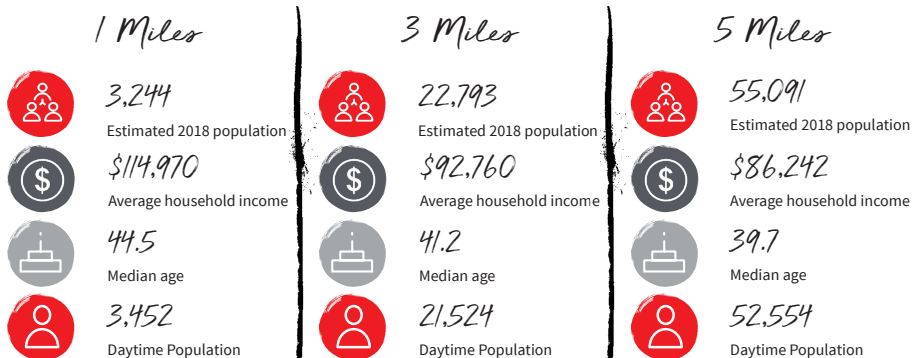 1 Miles
3,244
Estimated 2018 population
$114,970
Average household income
44.5
Median age
3,452
Daytime Population
3 Miles
22,793
Estimated 2018 population
$92,760
Average household income
41.2
Median age
21,524
Daytime Population
5 Miles
55,091
Estimated 2018 population
$86,242
Average household income
39.7
Median age
52,554
Daytime Population